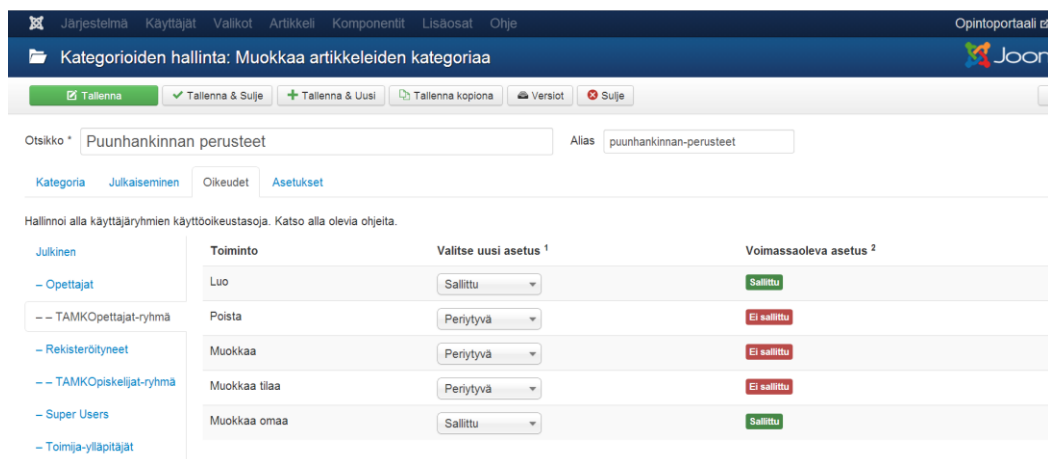 Järjestelmä Käyttäjät Valikot Artikkeli Komponentit Lisäosat Ohje Opintoportaali
Kategorioiden hallinta: Muokkaa artikkeleiden kategoriaa
Tallenna Tallenna & Sulje Tallenna & Uusi Tallenna kopiona Versiot Sulje
Otsikko * Puunhankinnan perusteet Alias puunhankinnan-perusteet
Kategoria Julkaiseminen Oikeudet Asetukset
Hallinnoi alla käyttäjäryhmien käyttöoikeustasoja. Katso alla olevia ohjeita.
Julkinen Toiminto Valitse uusi asetus 1 Voimassaoleva asetus 2
– Opettajat Luo Sallittu Sallittu
– – TAMKOpettajat-ryhmä Poista Periytyvä Ei sallittu
– Rekisteröityneet Muokkaa Periytyvä Ei sallittu
– – TAMKOpiskelijat-ryhmä Muokkaa tilaa Periytyvä Ei sallittu
– Super Users Muokkaa omaa Sallittu Sallittu
– Toimija-ylläpitäjät